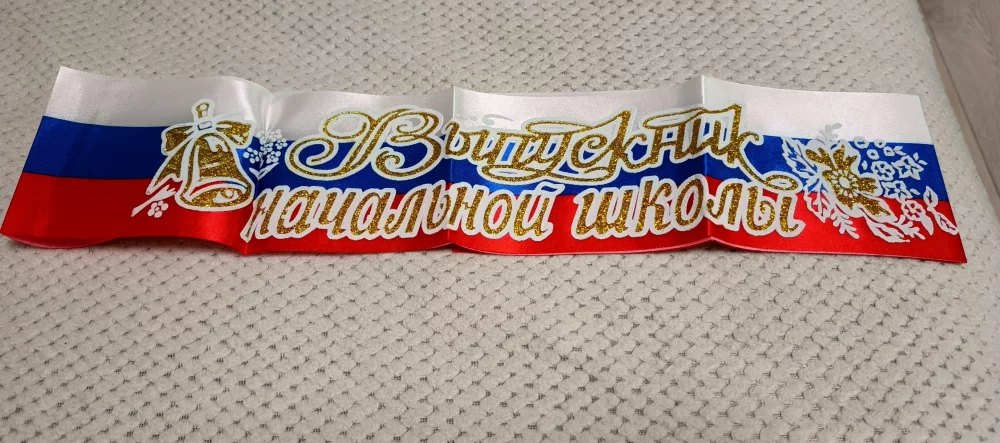 Выпускник
начальной школы